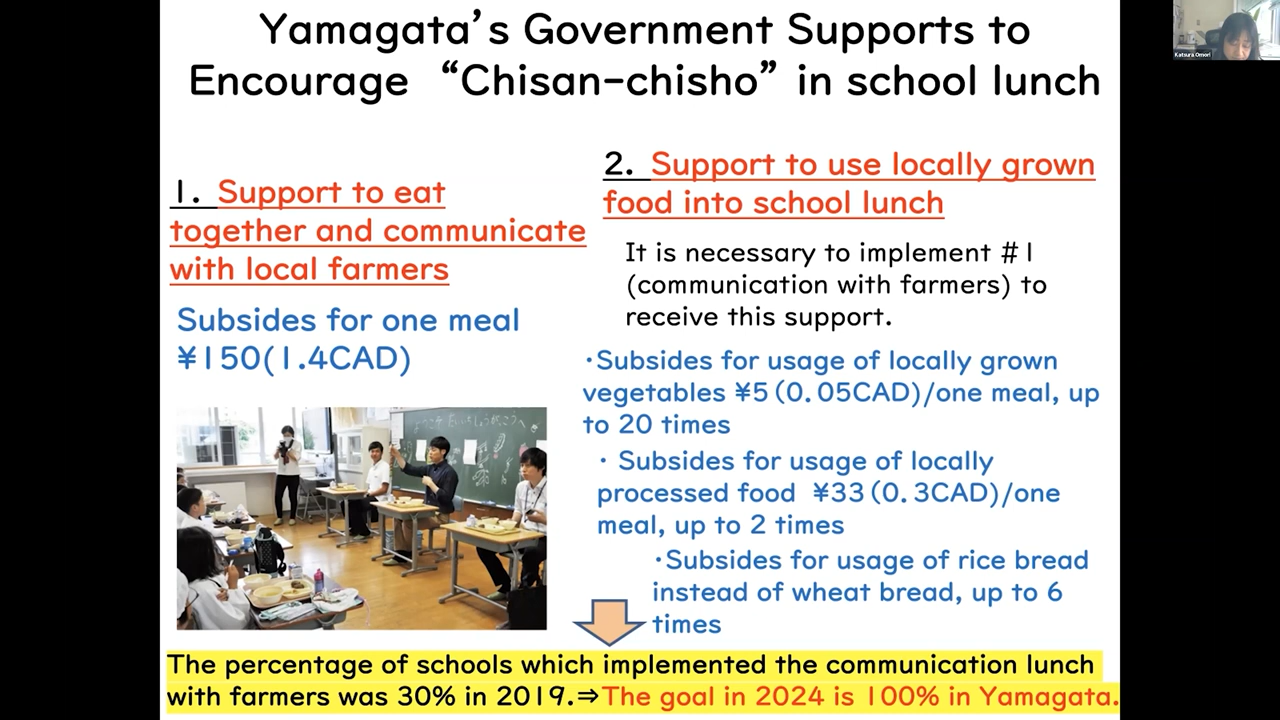 Yamagata's Government Supports to
Encourage “Chisan-chisho” in school lunch
1. Support to eat
together and communicate
with local farmers
Subsides for one meal
¥150(1.4CAD)
2. Support to use locally grown
food into school lunch
It is necessary to implement #1
(communication with farmers) to
receive this support.
・Subsides for usage of locally grown
vegetables ¥5(0.05CAD)/one meal, up
to 20 times
・ Subsides for usage of locally
processed food ¥33(0.3CAD)/one
meal, up to 2 times
・Subsides for usage of rice bread
instead of wheat bread, up to 6
times
The percentage of schools which implemented the communication lunch
with farmers was 30% in 2019.⇒The goal in 2024 is 100% in Yamagata.
Katsura Omori